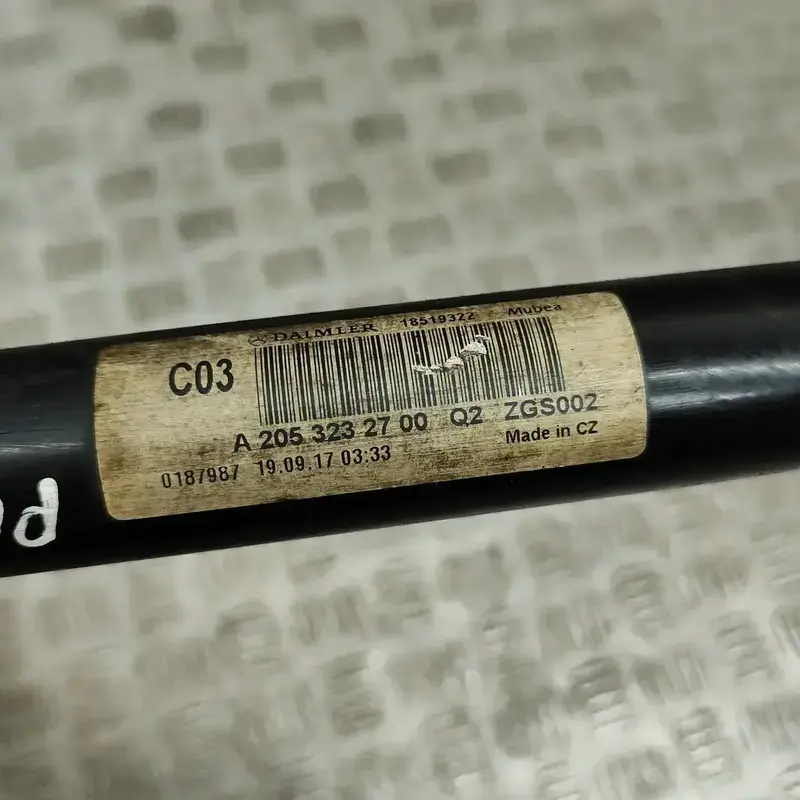 DAIMLER 18519322 Mubea
C03
A 205 323 27 00 Q2 ZGS002
0187987 19.09.17 03:33 Made in CZ